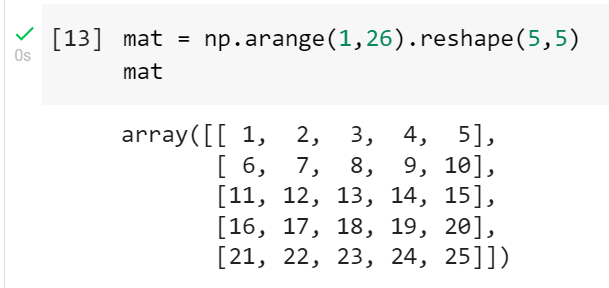 [13] mat = np.arange(1,26).reshape(5,5)
0s
mat
array([[ 1,  2,  3,  4,  5],
[ 6,  7,  8,  9, 10],
[11, 12, 13, 14, 15],
[16, 17, 18, 19, 20],
[21, 22, 23, 24, 25]])